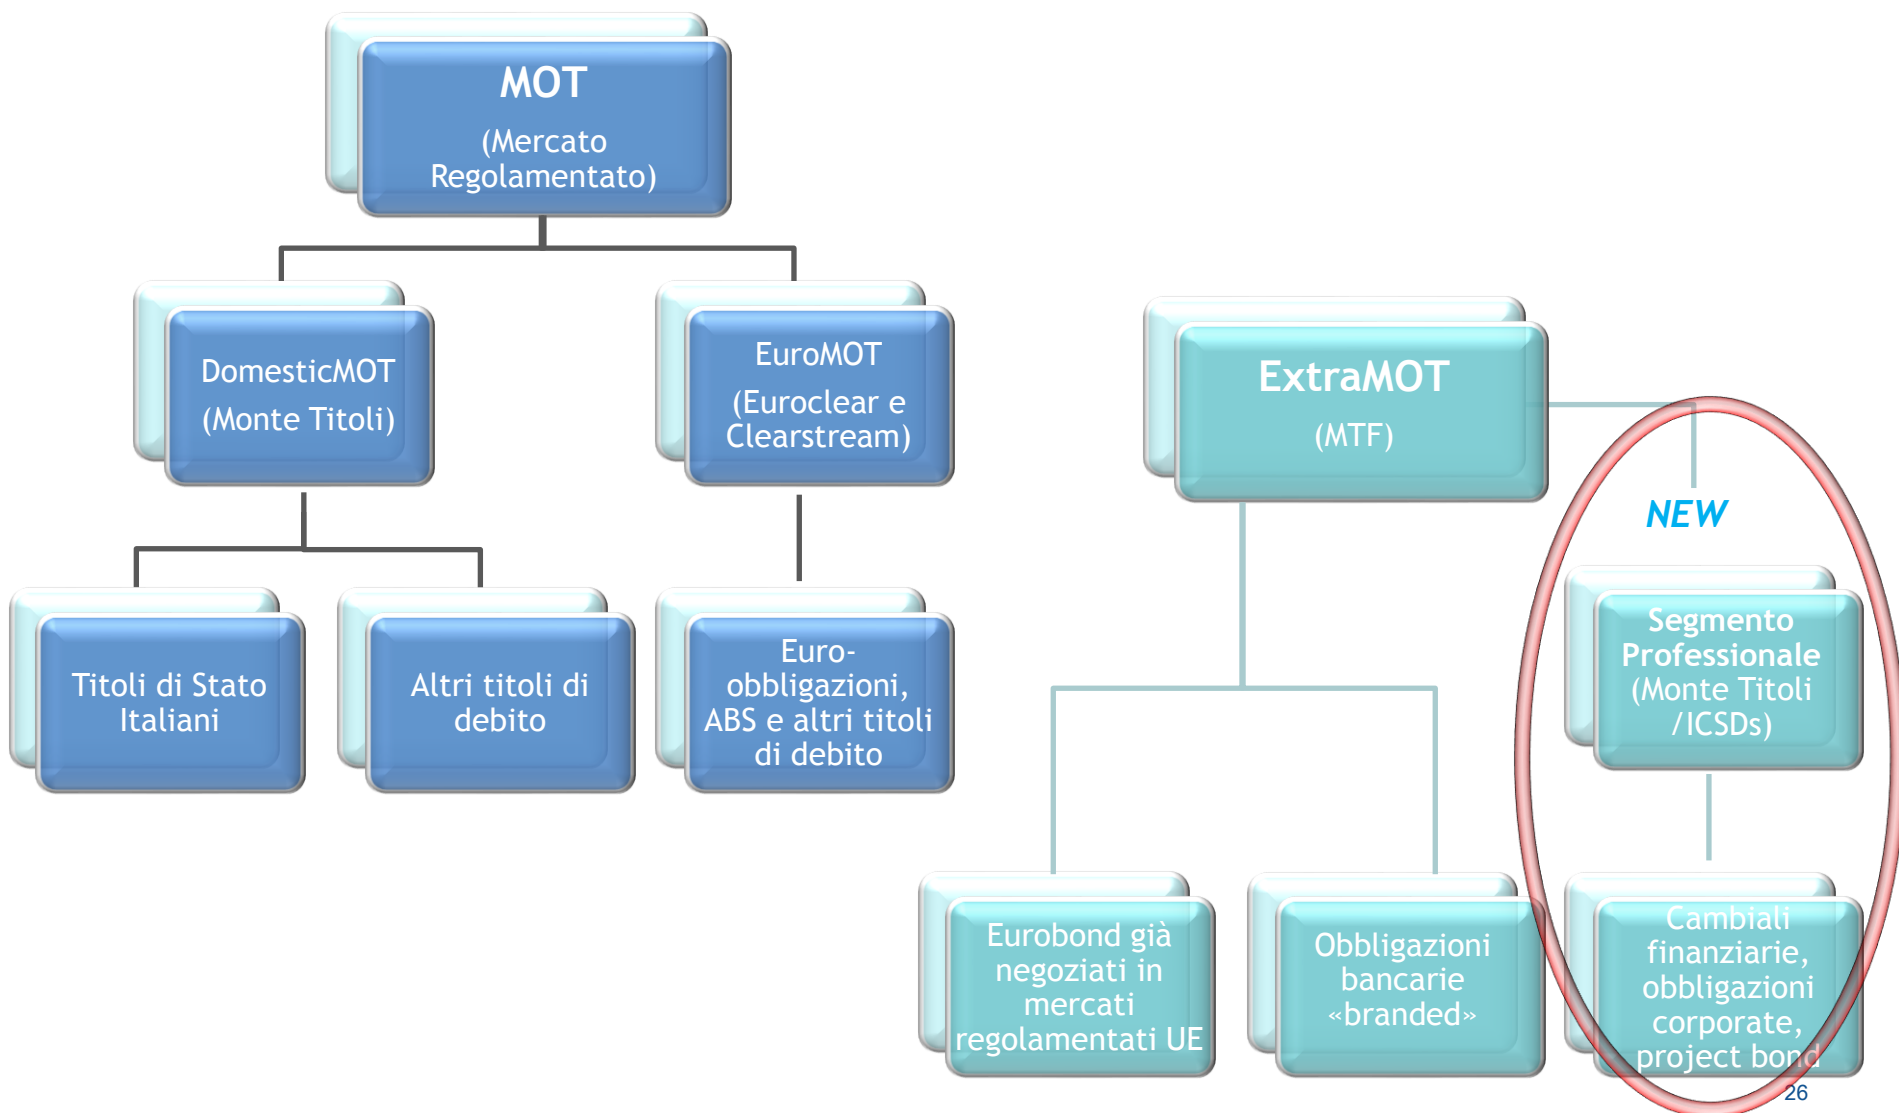 MOT
(Mercato
Regolamentato)
DomesticMOT
(Monte Titoli)
EuroMOT
(Euroclear e
Clearstream)
Titoli di Stato
Italiani
Altri titoli di
debito
Euro-
obbligazioni,
ABS e altri titoli
di debito
ExtraMOT
(MTF)
NEW
Segmento
Professionale
(Monte Titoli
/ICSDs)
Eurobond già
negoziati in
mercati
regolamentati UE
Obbligazioni
bancarie
«branded»
Cambiali
finanziarie,
obbligazioni
corporate,
project bond
26